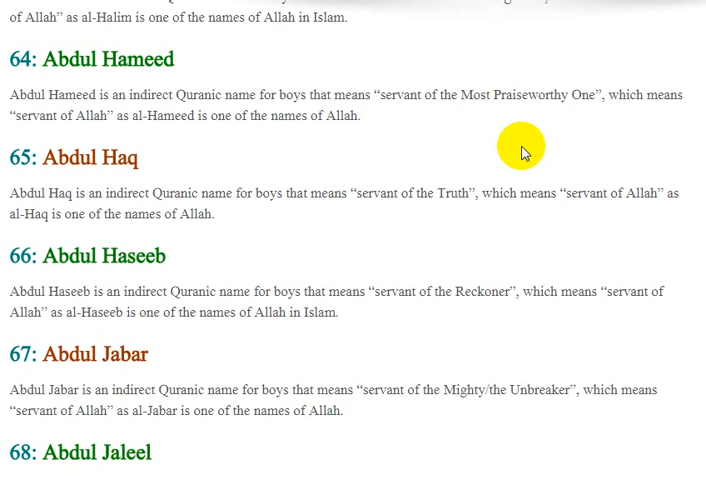 of Allah” as al-Halim is one of the names of Allah in Islam.
64: Abdul Hameed
Abdul Hameed is an indirect Quranic name for boys that means “servant of the Most Praiseworthy One”, which means
“servant of Allah” as al-Hameed is one of the names of Allah.
65: Abdul Haq
Abdul Haq is an indirect Quranic name for boys that means “servant of the Truth”, which means “servant of Allah” as
al-Haq is one of the names of Allah.
66: Abdul Haseeb
Abdul Haseeb is an indirect Quranic name for boys that means “servant of the Reckoner”, which means “servant of
Allah” as al-Haseeb is one of the names of Allah in Islam.
67: Abdul Jabar
Abdul Jabar is an indirect Quranic name for boys that means “servant of the Mighty/the Unbreaker”, which means
“servant of Allah” as al-Jabar is one of the names of Allah.
68: Abdul Jaleel